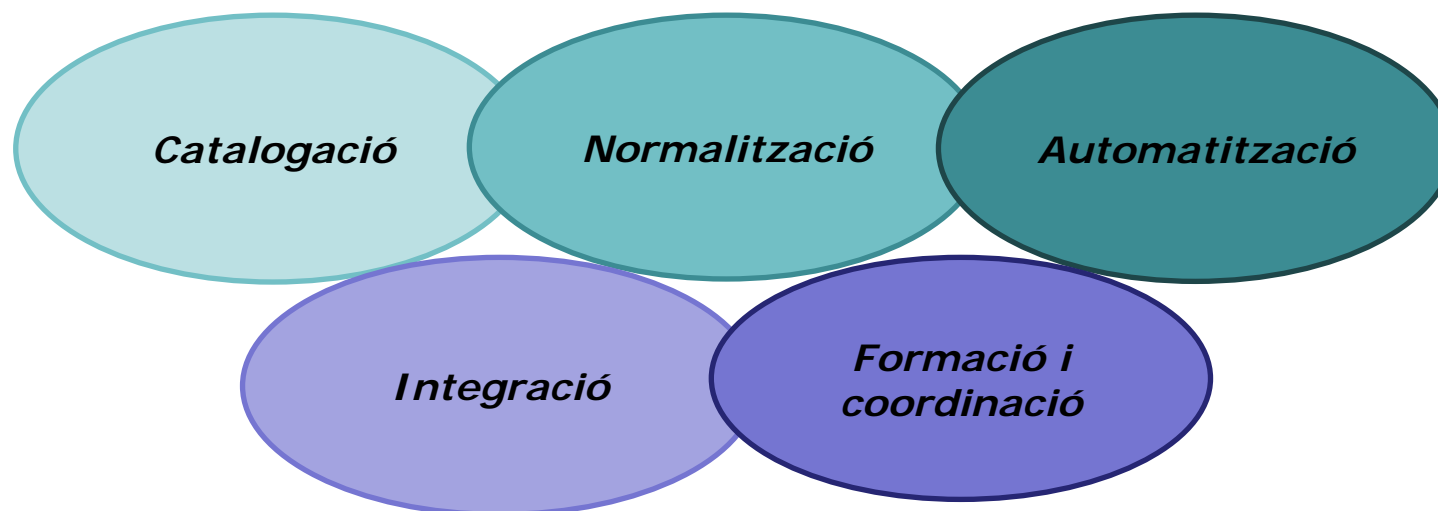 Catalogació
Normalització
Automatització
Integració
Formació i
coordinació